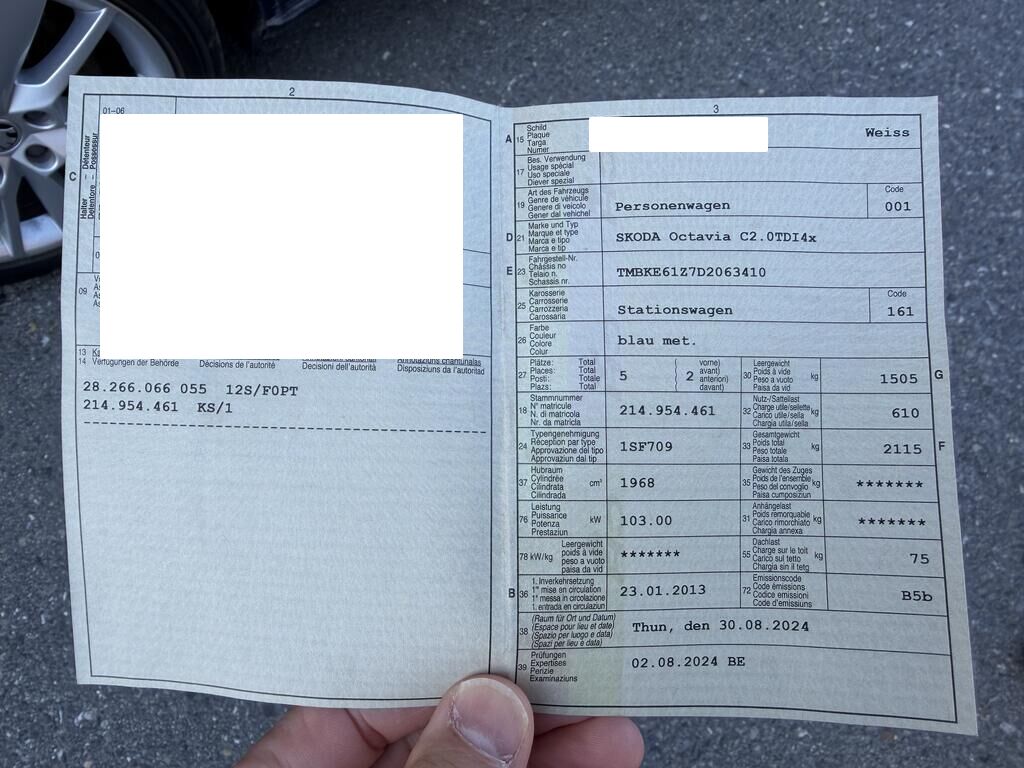 2
01–06
C
Halter – Détenteur
Detentore – Possessur
09
13
14 Verfügungen der Behörde Décisions de l'autorité Decisioni dell'autorità Disposiziuns da l'autoritad
28.266.066 055 12S/F0PT
214.954.461 KS/1
3
A 15 Schild
Plaque
Targa
Numer
Weiss
17 Bes. Verwendung
Usage spécial
Uso speciale
Diever spezial
19 Art des Fahrzeugs
Genre de véhicule
Genere di veicolo
Gener dal vehichel
Personenwagen
Code
001
D 21 Marke und Typ
Marque et type
Marca e tipo
Marca e tip
SKODA Octavia C2.0TDI4x
E 23 Fahrgestell-Nr.
Châssis no
Telaio n.
Schassis nr.
TMBKE61Z7D2063410
25 Karosserie
Carrosserie
Carrozzeria
Carossaria
Stationswagen
Code
161
26 Farbe
Couleur
Colore
Colur
blau met.
27 Plätze: Total
Places: Total
Posti: Totale
Plazs: Total
5 ( 2 vorne)
avant)
anteriori)
davant)
30 Leergewicht
Poids à vide
Peso a vuoto
Paisa da vid
kg
1505
G
18 Stammnummer
N° matricule
N. di matricola
Nr. da matricla
214.954.461
32 Nutz-/Sattellast
Charge utile/sellette
Carico utile/sella
Chargia utila/sella
kg
610
24 Typengenehmigung
Réception par type
Approvazione del tipo
Approvaziun dal tip
1SF709
33 Gesamtgewicht
Poids total
Peso totale
Paisa totala
kg
2115
F
37 Hubraum
Cylindrée
Cilindrata
Cilindrada
cm³
1968
35 Gewicht des Zuges
Poids de l'ensemble
Peso del convoglio
Paisa cumposiziun
kg
*******
76 Leistung
Puissance
Potenza
Prestaziun
kW
103.00
31 Anhängelast
Poids remorquable
Carico rimorchiato
Chargia annexa
kg
*******
78 kW/kg Leergewicht
poids à vide
peso a vuoto
paisa da vid
*******
55 Dachlast
Charge sur le toit
Carico sul tetto
Chargia sin il tetg
kg
75
B 36 1. Inverkehrsetzung
1re mise en circulation
1a messa in circolazione
1. entrada en circulaziun
23.01.2013
72 Emissionscode
Code émissions
Codice emissioni
Code d'emissiuns
B5b
38 (Raum für Ort und Datum)
(Espace pour lieu et date)
(Spazio per luogo e data)
(Spazi per lieu e data)
Thun, den 30.08.2024
39 Prüfungen
Expertises
Perizie
Examinaziuns
02.08.2024 BE